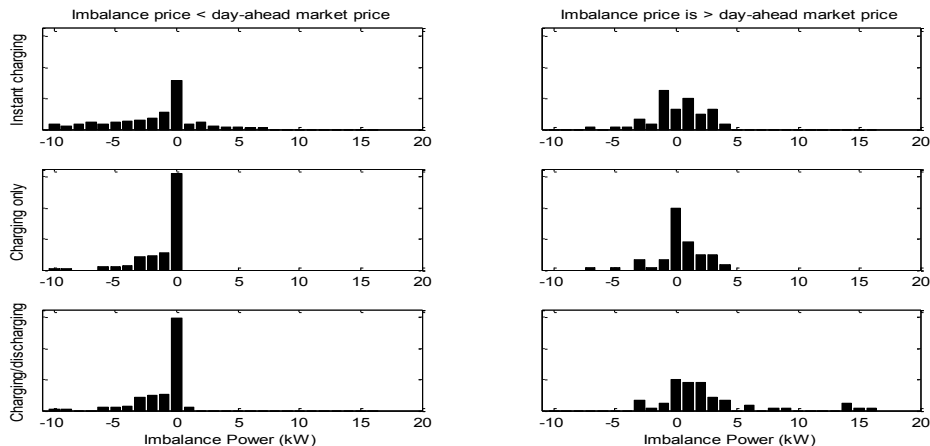 Imbalance price < day-ahead market price
Imbalance price is > day-ahead market price
Instant charging
-10 -5 0 5 10 15 20
-10 -5 0 5 10 15 20
Charging only
-10 -5 0 5 10 15 20
-10 -5 0 5 10 15 20
Charging/discharging
-10 -5 0 5 10 15 20
-10 -5 0 5 10 15 20
Imbalance Power (kW)
Imbalance Power (kW)